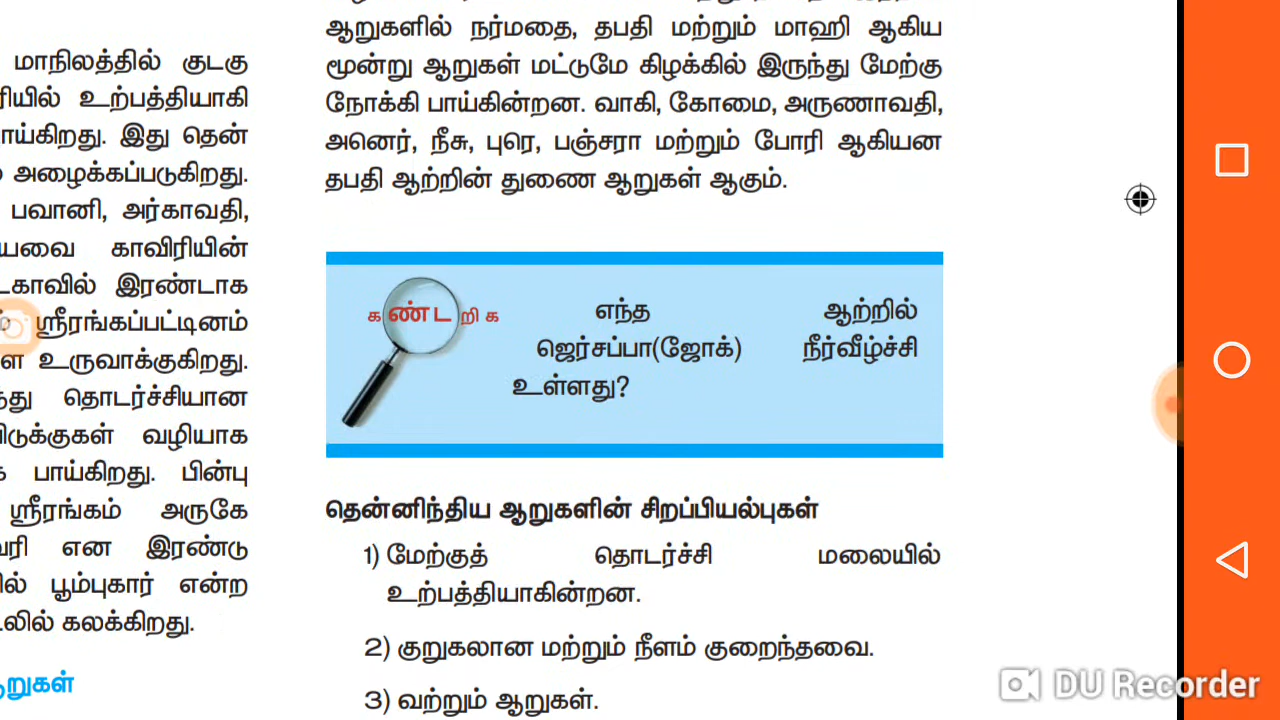 மாநிலத்தில் குடகு
உற்பத்தியாகி
இது தென்
அழைக்கப்படுகிறது.
பவானி, அர்காவதி,
காவிரியின்
இரண்டாக
ஸ்ரீரங்கப்பட்டினம்
உருவாக்குகிறது.
தொடர்ச்சியான
வழியாக
பாய்கிறது. பின்பு
ஸ்ரீரங்கம் அருகே
என இரண்டு
பூம்புகார் என்ற
கலக்கிறது.
ஆறுகள்
ஆறுகளில் நர்மதை, தபதி மற்றும் மாஹி ஆகிய
மூன்று ஆறுகள் மட்டுமே கிழக்கில் இருந்து மேற்கு
நோக்கி பாய்கின்றன. வாகி, கோமை, அருணாவதி,
அனெர், நீசு, புரெ, பஞ்சரா மற்றும் போரி ஆகியன
தபதி ஆற்றின் துணை ஆறுகள் ஆகும்.
கண்டறிக
எந்த ஆற்றில்
ஜெர்சப்பா(ஜோக்) நீர்வீழ்ச்சி
உள்ளது?
தென்னிந்திய ஆறுகளின் சிறப்பியல்புகள்
1) மேற்குத் தொடர்ச்சி மலையில்
உற்பத்தியாகின்றன.
2) குறுகலான மற்றும் நீளம் குறைந்தவை.
3) வற்றும் ஆறுகள்.
DU Recorder